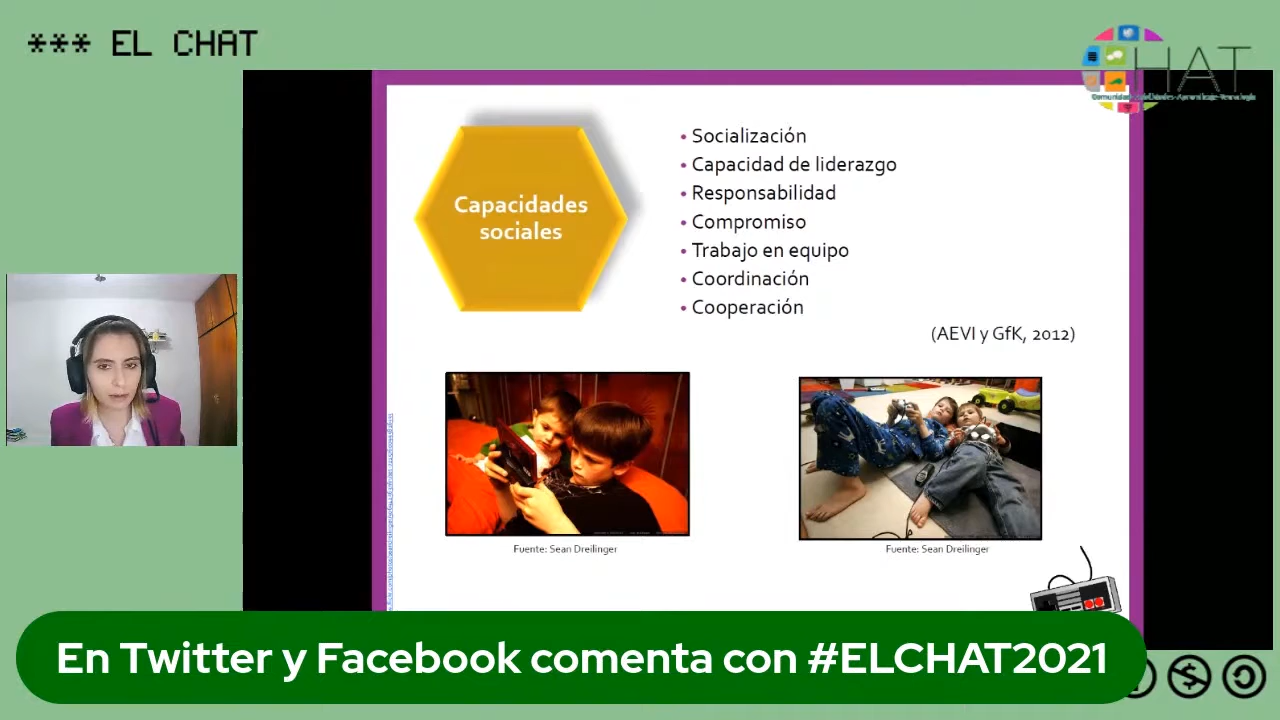 *** EL CHAT
CHAT
Capacidades
sociales
• Socialización
• Capacidad de liderazgo
• Responsabilidad
• Compromiso
• Trabajo en equipo
• Coordinación
• Cooperación
(AEVI y GfK, 2012)
Fuente: Sean Dreilinger
Fuente: Sean Dreilinger
En Twitter y Facebook comenta con #ELCHAT2021